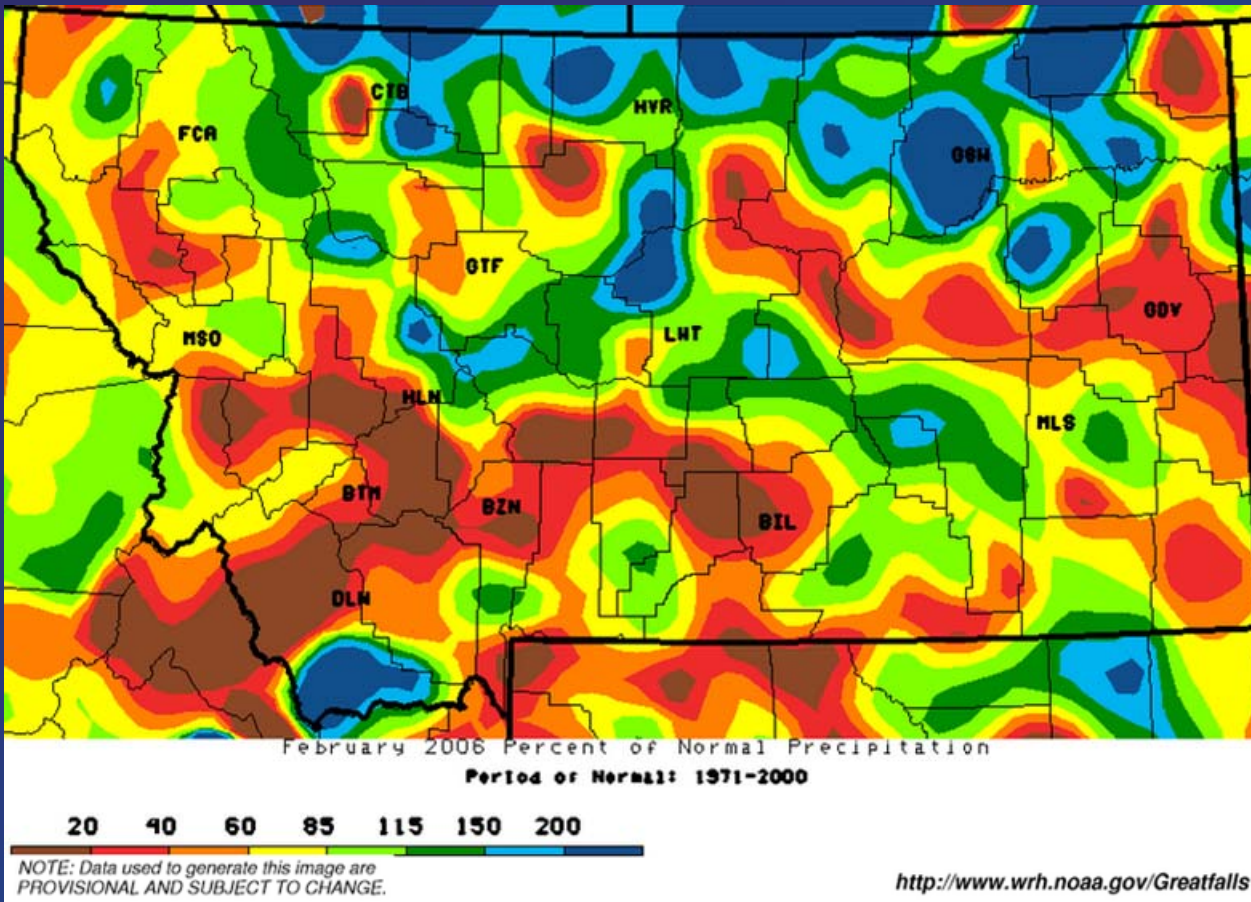 CTB
HVR
FCA
GGW
GTF
GDV
MSO
LWT
HLN
MLS
BTM
BZN
BIL
DLN
February 2006 Percent of Normal Precipitation
Period of Normal: 1971-2000
20 40 60 85 115 150 200
NOTE: Data used to generate this image are
PROVISIONAL AND SUBJECT TO CHANGE.
http://www.wrh.noaa.gov/Greatfalls